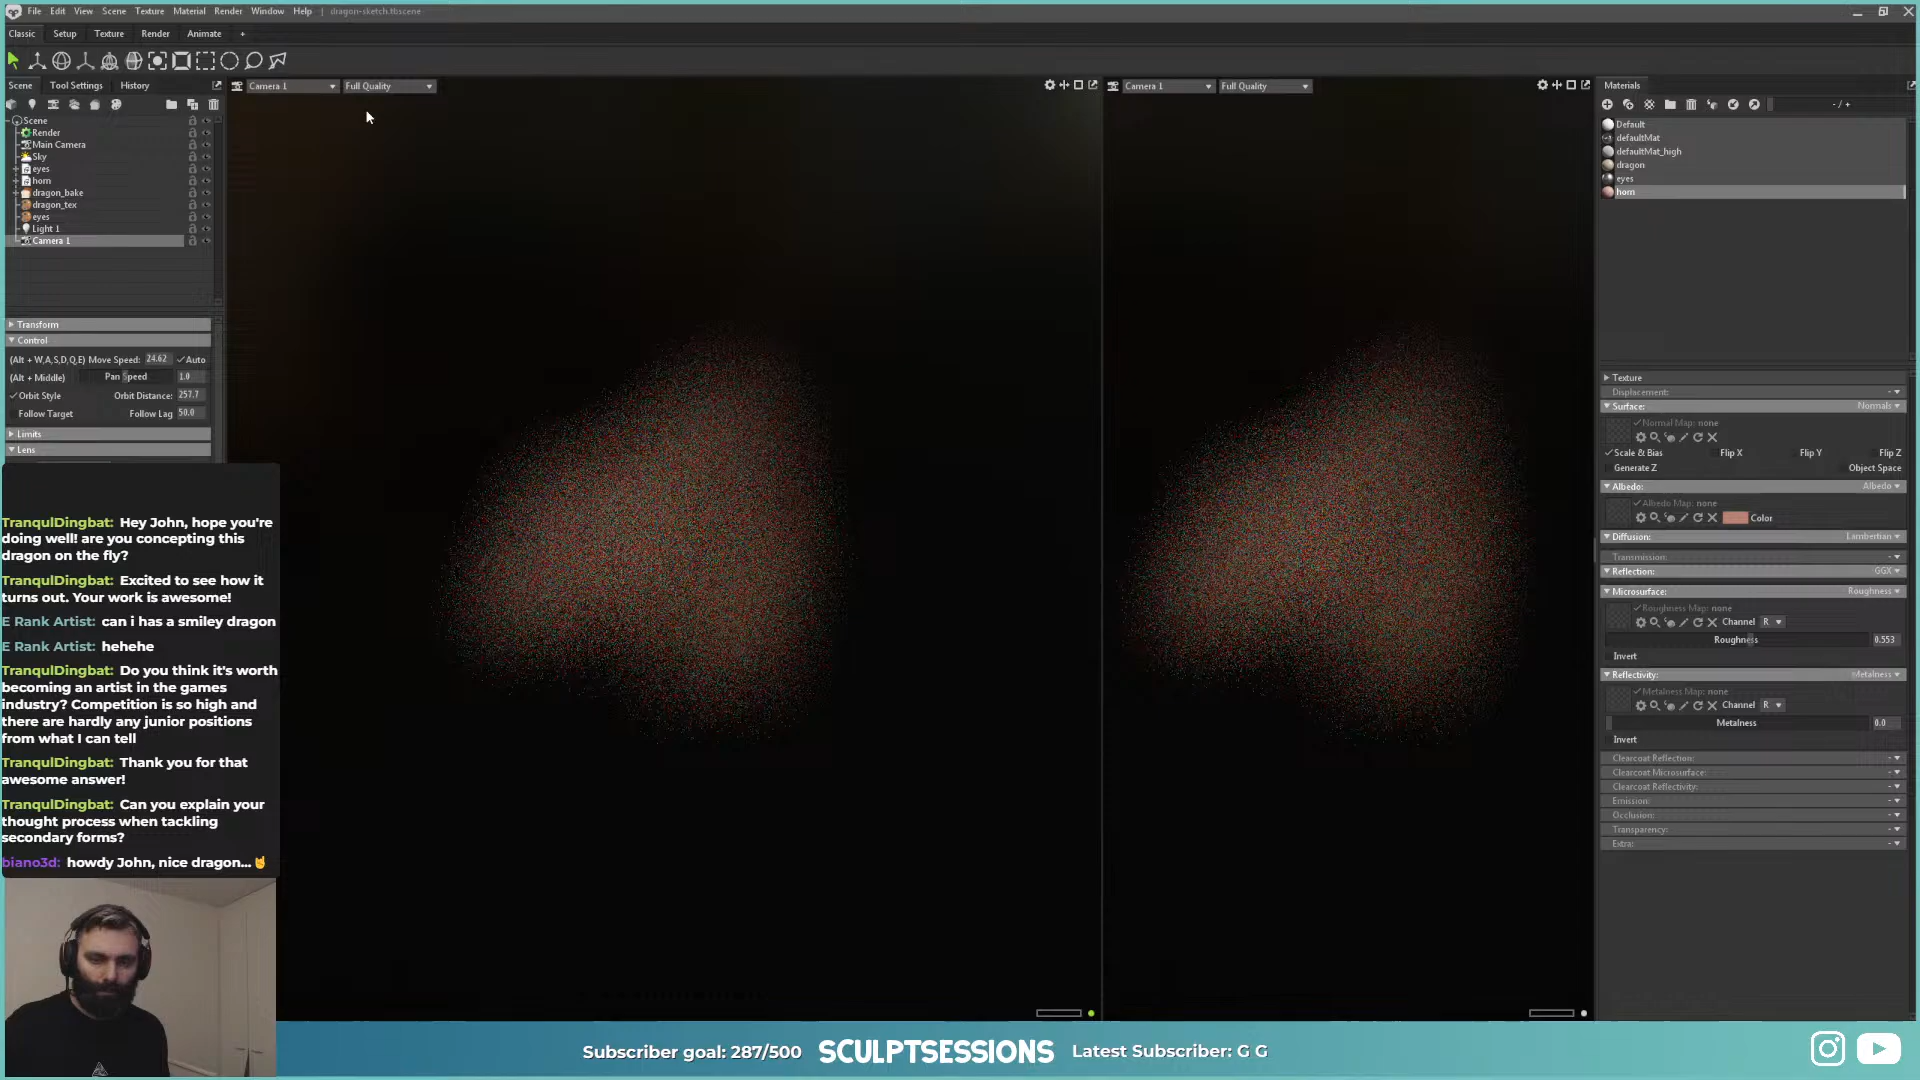 File Edit View Scene Texture Material Render Window Help | dragon-sketch.tbscene
Classic Setup Texture Render Animate +
Scene Tool Settings History
Camera 1 Full Quality
Camera 1 Full Quality
Materials
- / +
Scene
Render
Main Camera
Sky
eyes
horn
dragon_bake
dragon_tex
eyes
Light 1
Camera 1
Default
defaultMat
defaultMat_high
dragon
eyes
horn
Transform
Control
(Alt + W,A,S,D,Q,E) Move Speed: 24.62 Auto
(Alt + Middle) Pan Speed 1.0
Orbit Style Orbit Distance: 257.7
Follow Target Follow Lag 50.0
Limits
Lens
Texture
Displacement:
Surface: Normals
Normal Map: none
Scale & Bias Flip X Flip Y Flip Z
Generate Z Object Space
Albedo: Albedo
Albedo Map: none
Color
Diffusion: Lambertian
Transmission:
Reflection: GGX
Microsurface: Roughness
Roughness Map: none
Channel R
Roughness 0.553
Invert
Reflectivity: Metalness
Metalness Map: none
Channel R
Metalness 0.0
Invert
Clearcoat Reflection:
Clearcoat Microsurface:
Clearcoat Reflectivity:
Emission:
Occlusion:
Transparency:
Extra:
TranqulDingbat: Hey John, hope you're
doing well! are you concepting this
dragon on the fly?
TranqulDingbat: Excited to see how it
turns out. Your work is awesome!
E Rank Artist: can i has a smiley dragon
E Rank Artist: hehehe
TranqulDingbat: Do you think it's worth
becoming an artist in the games
industry? Competition is so high and
there are hardly any junior positions
from what I can tell
TranqulDingbat: Thank you for that
awesome answer!
TranqulDingbat: Can you explain your
thought process when tackling
secondary forms?
biano3d: howdy John, nice dragon...🤘
Subscriber goal: 287/500 SCULPTSESSIONS Latest Subscriber: G G